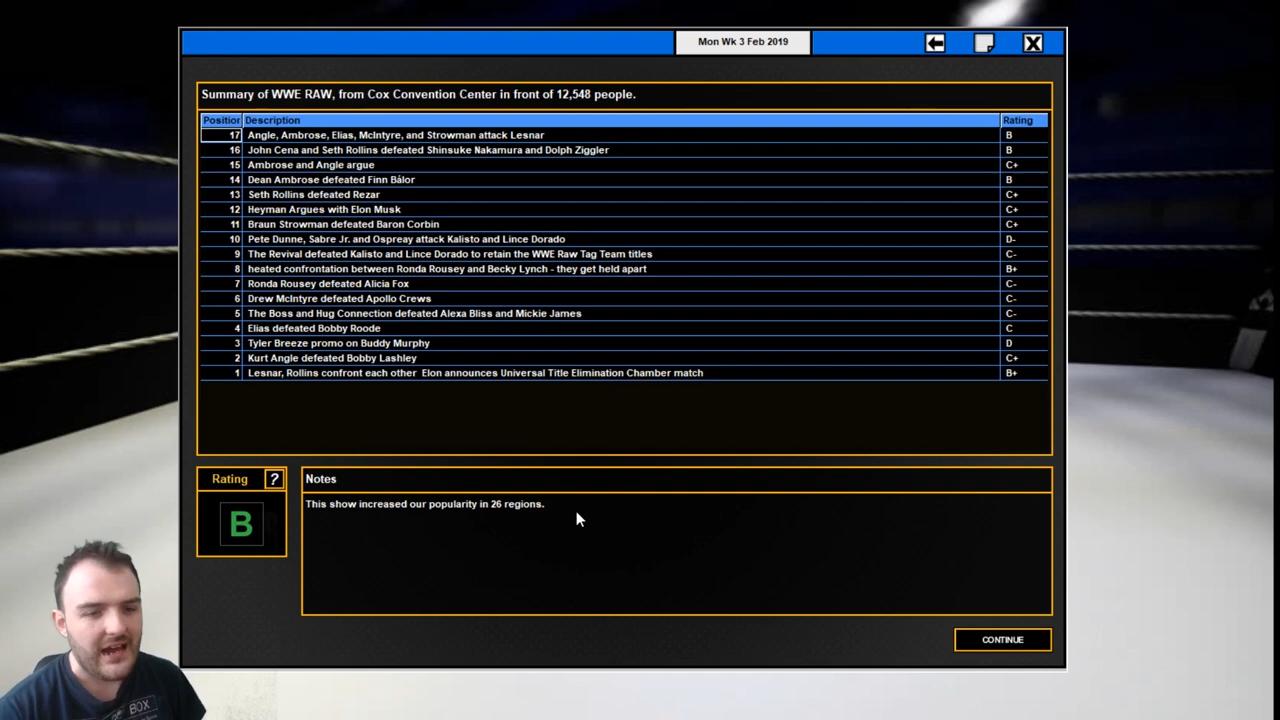 Mon Wk 3 Feb 2019
Summary of WWE RAW, from Cox Convention Center in front of 12,548 people.
Position Description Rating
17 Angle, Ambrose, Elias, McIntyre, and Strowman attack Lesnar B
16 John Cena and Seth Rollins defeated Shinsuke Nakamura and Dolph Ziggler B
15 Ambrose and Angle argue C+
14 Dean Ambrose defeated Finn Bálor B
13 Seth Rollins defeated Rezar C+
12 Heyman Argues with Elon Musk C+
11 Braun Strowman defeated Baron Corbin C+
10 Pete Dunne, Sabre Jr. and Ospreay attack Kalisto and Lince Dorado D-
9 The Revival defeated Kalisto and Lince Dorado to retain the WWE Raw Tag Team titles C-
8 heated confrontation between Ronda Rousey and Becky Lynch - they get held apart B+
7 Ronda Rousey defeated Alicia Fox C-
6 Drew McIntyre defeated Apollo Crews C-
5 The Boss and Hug Connection defeated Alexa Bliss and Mickie James C-
4 Elias defeated Bobby Roode C
3 Tyler Breeze promo on Buddy Murphy D
2 Kurt Angle defeated Bobby Lashley C+
1 Lesnar, Rollins confront each other Elon announces Universal Title Elimination Chamber match B+
Rating ? Notes
This show increased our popularity in 26 regions.
B
CONTINUE
BOX